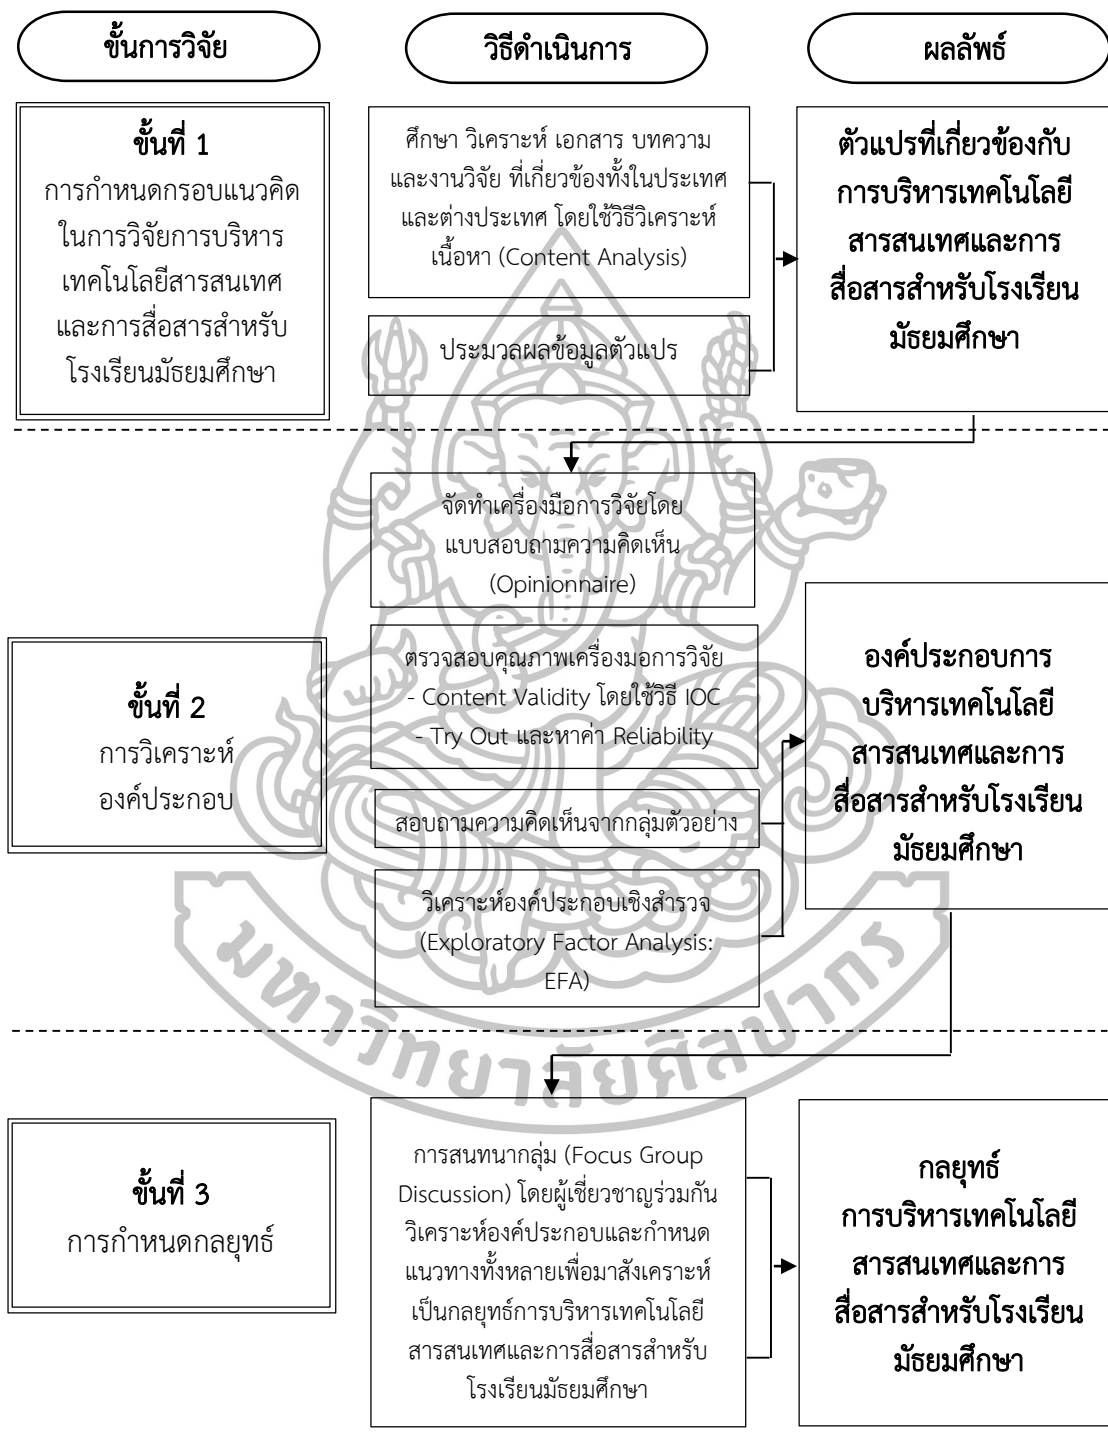 ขั้นการวิจัย
วิธีดำเนินการ
ผลลัพธ์
ขั้นที่ 1
การกำหนดกรอบแนวคิด
ในการวิจัยการบริหาร
เทคโนโลยีสารสนเทศ
และการสื่อสารสำหรับ
โรงเรียนมัธยมศึกษา
ศึกษา วิเคราะห์ เอกสาร บทความ
และงานวิจัย ที่เกี่ยวข้องทั้งในประเทศ
และต่างประเทศ โดยใช้วิธีวิเคราะห์
เนื้อหา (Content Analysis)
ประมวลผลข้อมูลตัวแปร
ตัวแปรที่เกี่ยวข้องกับ
การบริหารเทคโนโลยี
สารสนเทศและการ
สื่อสารสำหรับโรงเรียน
มัธยมศึกษา
จัดทำเครื่องมือการวิจัยโดย
แบบสอบถามความคิดเห็น
(Opinionnaire)
ขั้นที่ 2
การวิเคราะห์
องค์ประกอบ
ตรวจสอบคุณภาพเครื่องมอการวิจัย
- Content Validity โดยใช้วิธี IOC
- Try Out และหาค่า Reliability
สอบถามความคิดเห็นจากกลุ่มตัวอย่าง
วิเคราะห์องค์ประกอบเชิงสำรวจ
(Exploratory Factor Analysis:
EFA)
องค์ประกอบการ
บริหารเทคโนโลยี
สารสนเทศและการ
สื่อสารสำหรับโรงเรียน
มัธยมศึกษา
มหาวิทยาลัยศิลปากร
ขั้นที่ 3
การกำหนดกลยุทธ์
การสนทนากลุ่ม (Focus Group
Discussion) โดยผู้เชี่ยวชาญร่วมกัน
วิเคราะห์องค์ประกอบและกำหนด
แนวทางทั้งหลายเพื่อมาสังเคราะห์
เป็นกลยุทธ์การบริหารเทคโนโลยี
สารสนเทศและการสื่อสารสำหรับ
โรงเรียนมัธยมศึกษา
กลยุทธ์
การบริหารเทคโนโลยี
สารสนเทศและการ
สื่อสารสำหรับโรงเรียน
มัธยมศึกษา